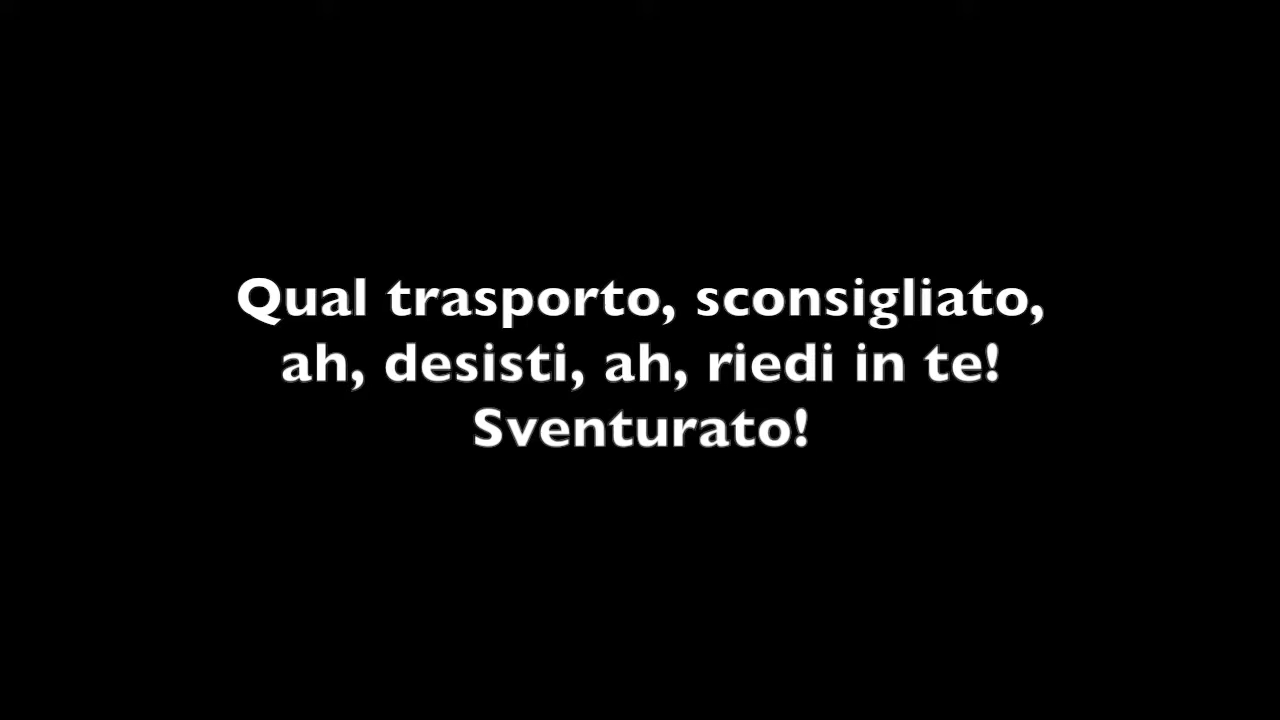 Qual trasporto, sconsigliato,
ah, desisti, ah, riedi in te!
Sventurato!